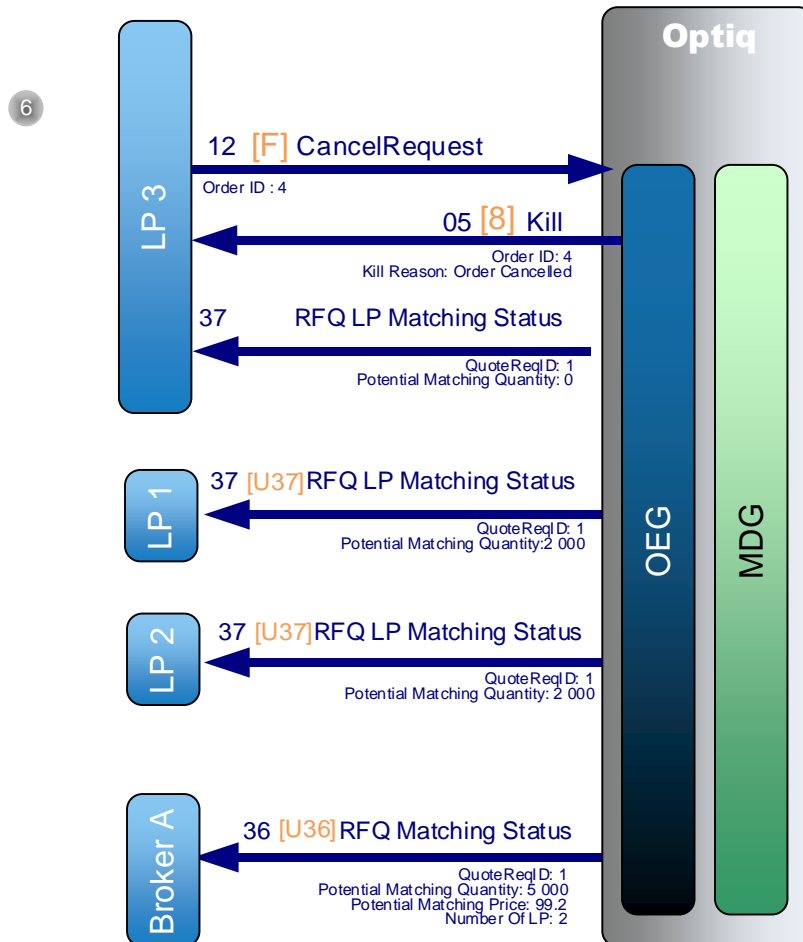 Optiq
6
12 [F] CancelRequest
Order ID : 4
LP 3
05 [8] Kill
Order ID: 4
Kill Reason: Order Cancelled
37 RFQ LP Matching Status
QuoteReqID: 1
Potential Matching Quantity: 0
LP 1
37 [U37] RFQ LP Matching Status
QuoteReqID: 1
Potential Matching Quantity:2 000
OEG
MDG
LP 2
37 [U37] RFQ LP Matching Status
QuoteReqID: 1
Potential Matching Quantity: 2 000
Broker A
36 [U36] RFQ Matching Status
QuoteReqID: 1
Potential Matching Quantity: 5 000
Potential Matching Price: 99.2
Number Of LP: 2